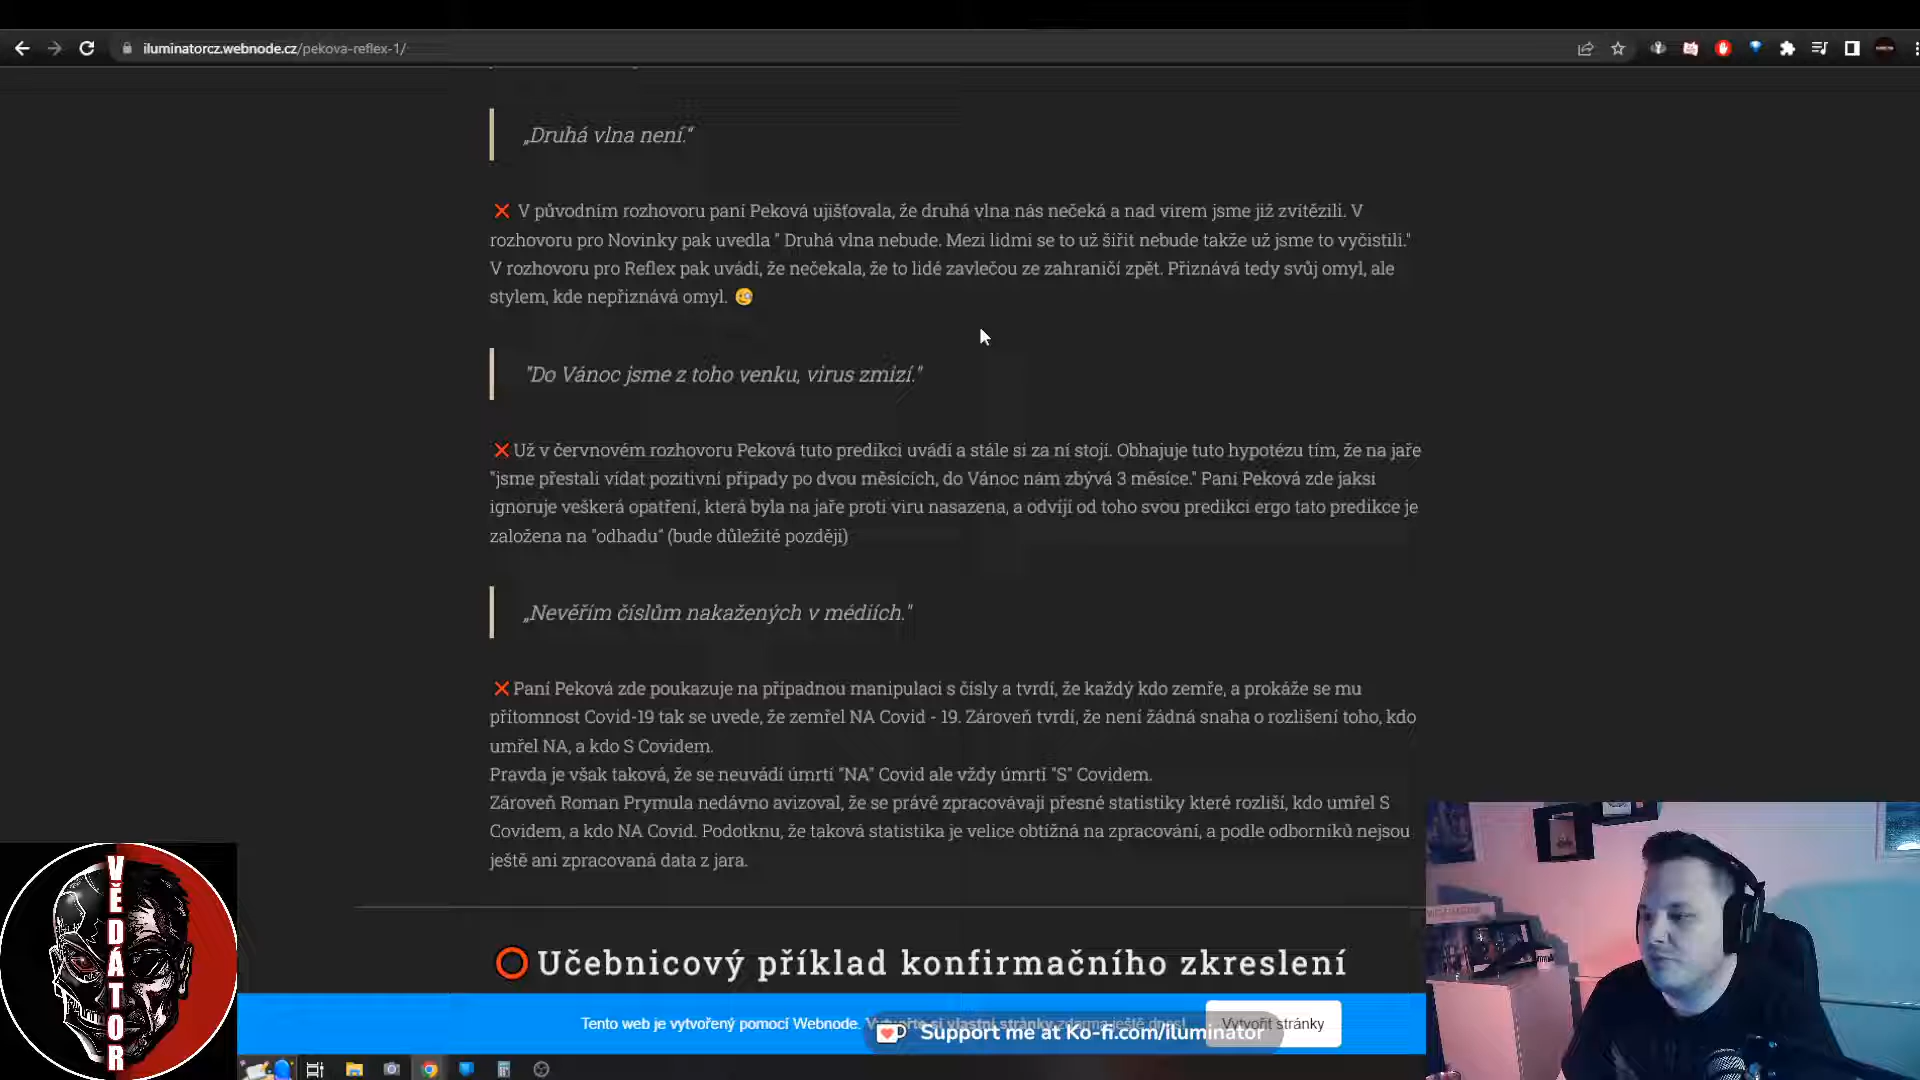 iluminatorcz.webnode.cz/pekova-reflex-1/
„Druhá vlna není."
V původním rozhovoru paní Peková ujišťovala, že druhá vlna nás nečeká a nad virem jsme již zvítězili. V
rozhovoru pro Novinky pak uvedla " Druhá vlna nebude. Mezi lidmi se to už šířit nebude takže už jsme to vyčistili."
V rozhovoru pro Reflex pak uvádí, že nečekala, že to lidé zavlečou ze zahraničí zpět. Přiznává tedy svůj omyl, ale
stylem, kde nepřiznává omyl.
"Do Vánoc jsme z toho venku, virus zmizí."
Už v červnovém rozhovoru Peková tuto predikci uvádí a stále si za ní stojí. Obhajuje tuto hypotézu tím, že na jaře
"jsme přestali vídat pozitivní případy po dvou měsících, do Vánoc nám zbývá 3 měsíce." Paní Peková zde jaksi
ignoruje veškerá opatření, která byla na jaře proti viru nasazena, a odvíjí od toho svou predikci ergo tato predikce je
založena na "odhadu" (bude důležité později)
„Nevěřím číslům nakažených v médiích."
Paní Peková zde poukazuje na případnou manipulaci s čísly a tvrdí, že každý kdo zemře, a prokáže se mu
přítomnost Covid-19 tak se uvede, že zemřel NA Covid - 19. Zároveň tvrdí, že není žádná snaha o rozlišení toho, kdo
umřel NA, a kdo S Covidem.
Pravda je však taková, že se neuvádí úmrtí "NA" Covid ale vždy úmrtí "S" Covidem.
Zároveň Roman Prymula nedávno avizoval, že se právě zpracovávají přesné statistiky které rozliší, kdo umřel S
Covidem, a kdo NA Covid. Podotknu, že taková statistika je velice obtížná na zpracování, a podle odborníků nejsou
ještě ani zpracovaná data z jara.
Učebnicový příklad konfirmačního zkreslení
Tento web je vytvořený pomocí Webnode. Vytvořte si vlastní stránky zdarma ještě dnes!
Vytvořit stránky
Support me at Ko-fi.com/Iluminator
VĚDÁTOR